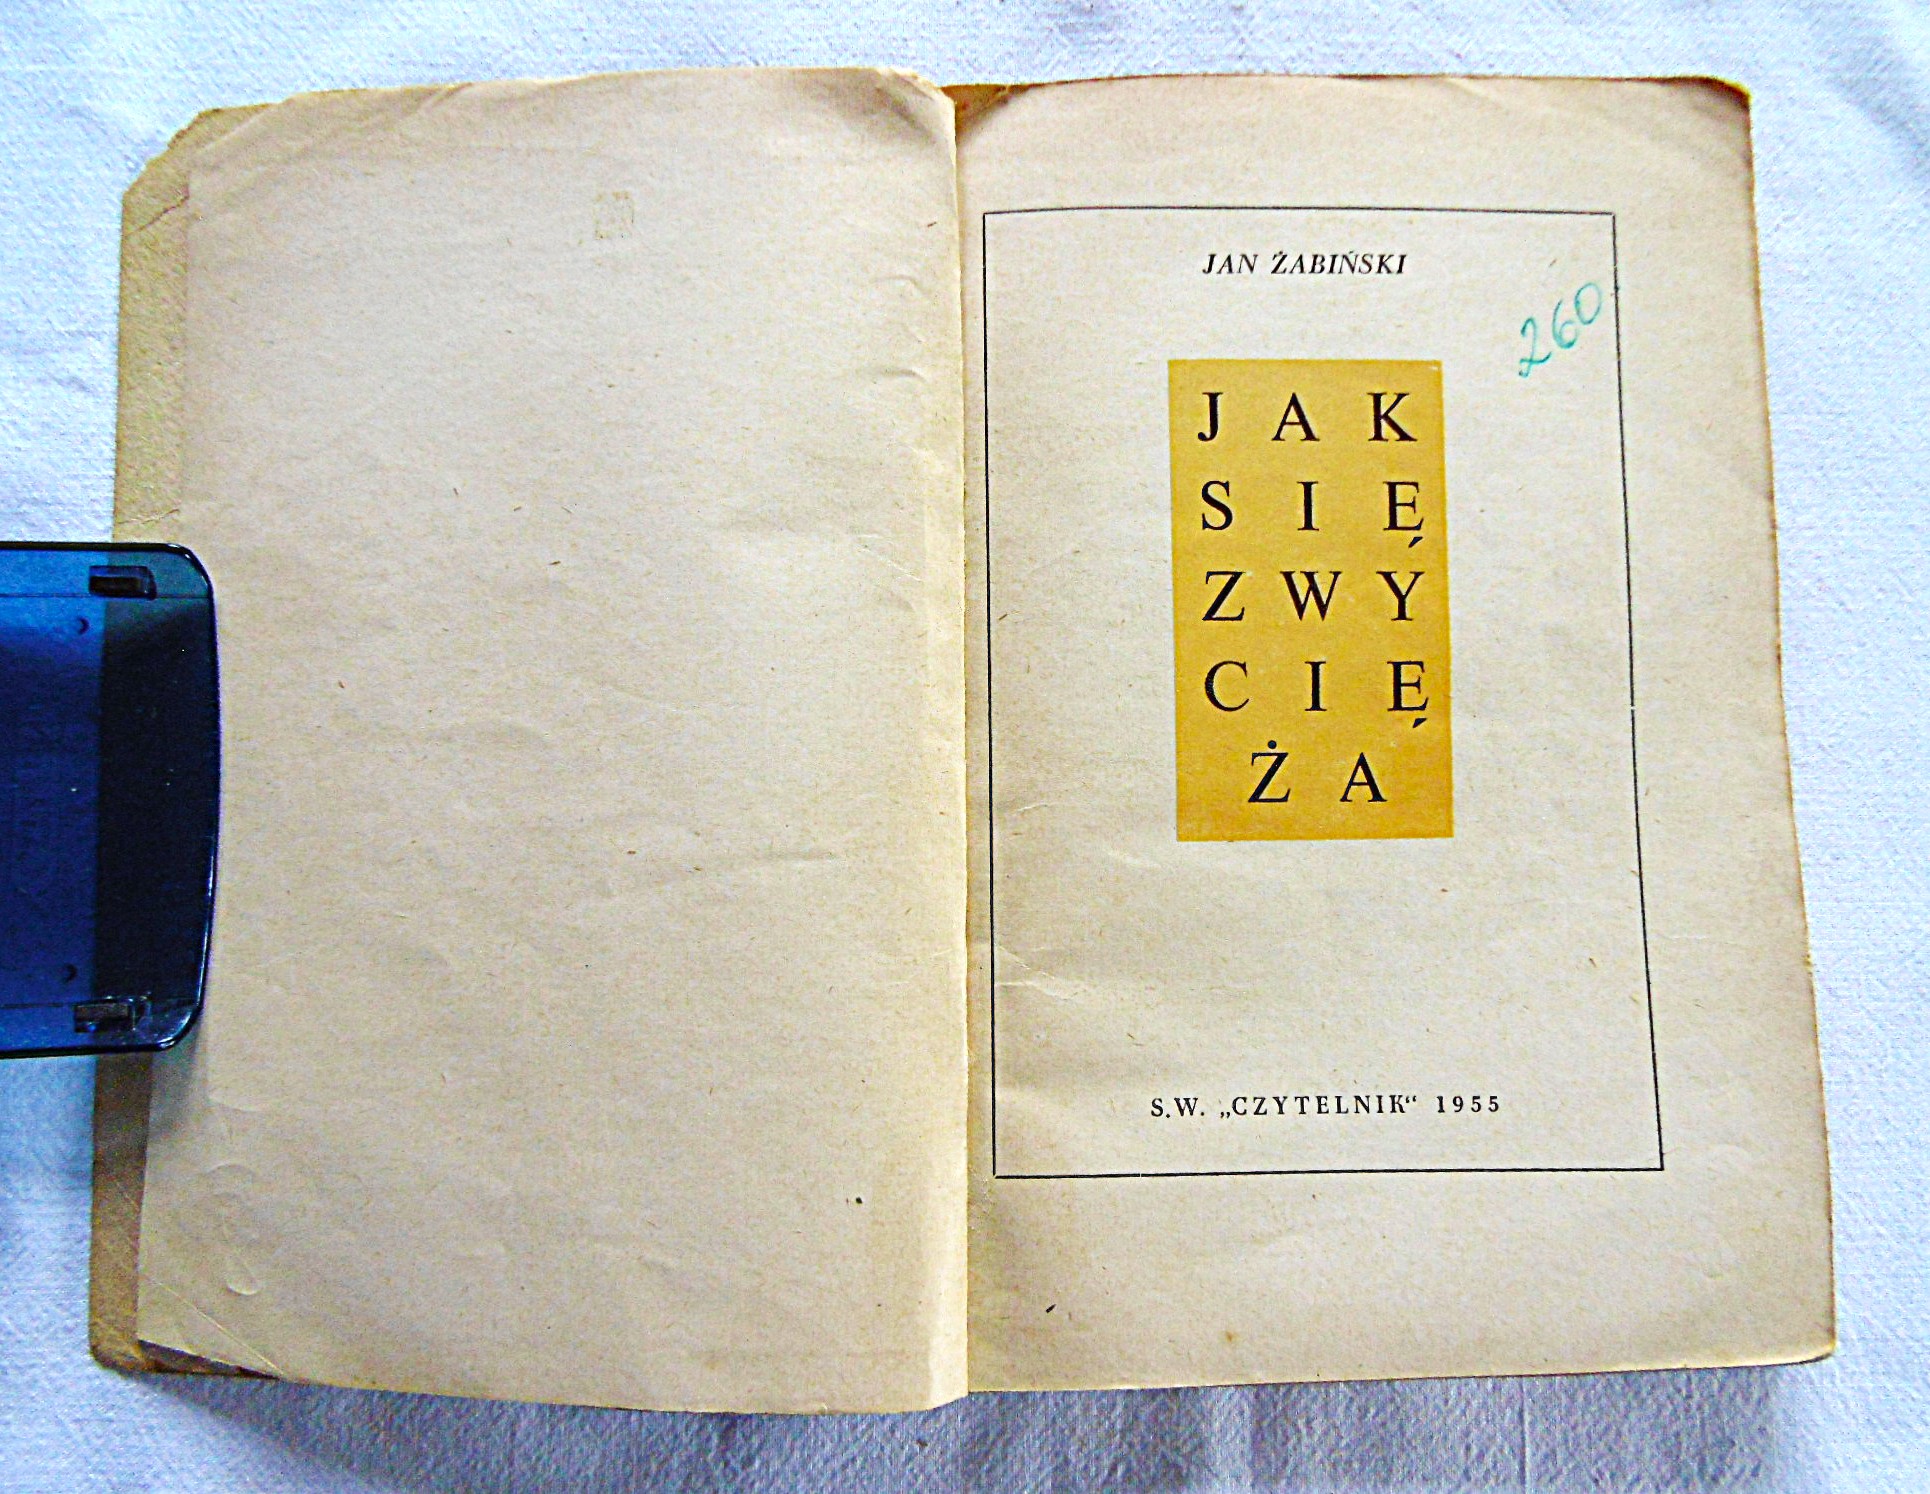 JAN ŻABIŃSKI
260
JAK
SIĘ
ZWY
CIĘ
ŻA
S.W. „CZYTELNIK“ 1955